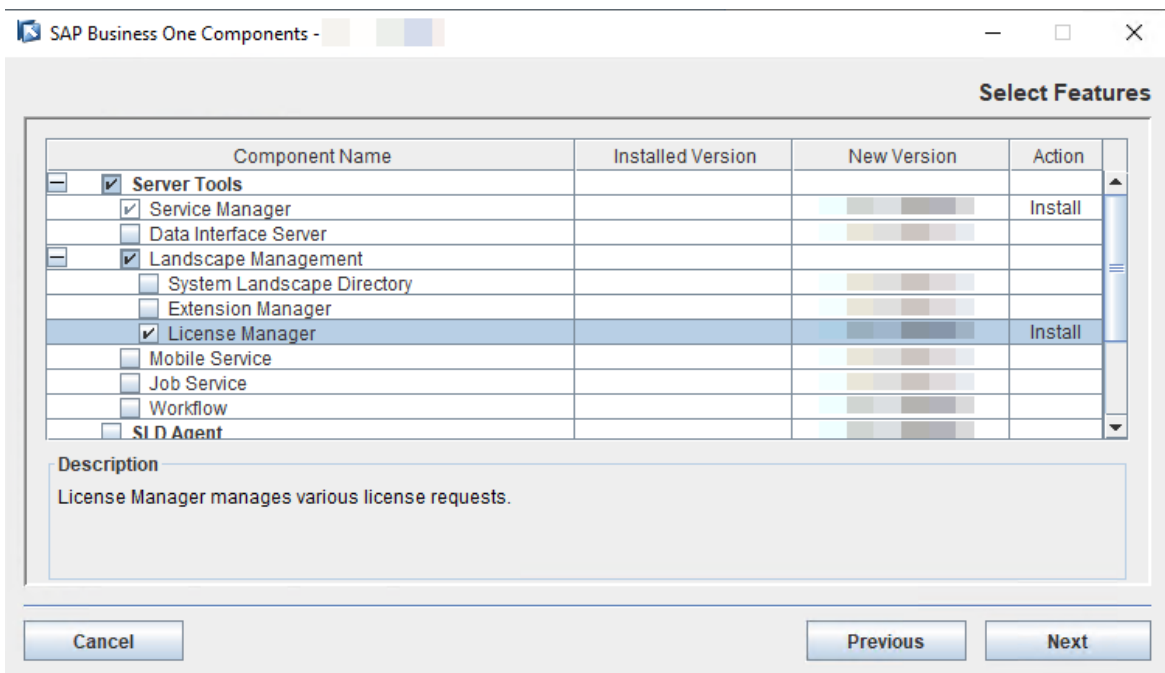 SAP Business One Components -
Select Features
Component Name Installed Version New Version Action
Server Tools
Service Manager Install
Data Interface Server
Landscape Management
System Landscape Directory
Extension Manager
License Manager Install
Mobile Service
Job Service
Workflow
SLD Agent
Description
License Manager manages various license requests.
Cancel Previous Next